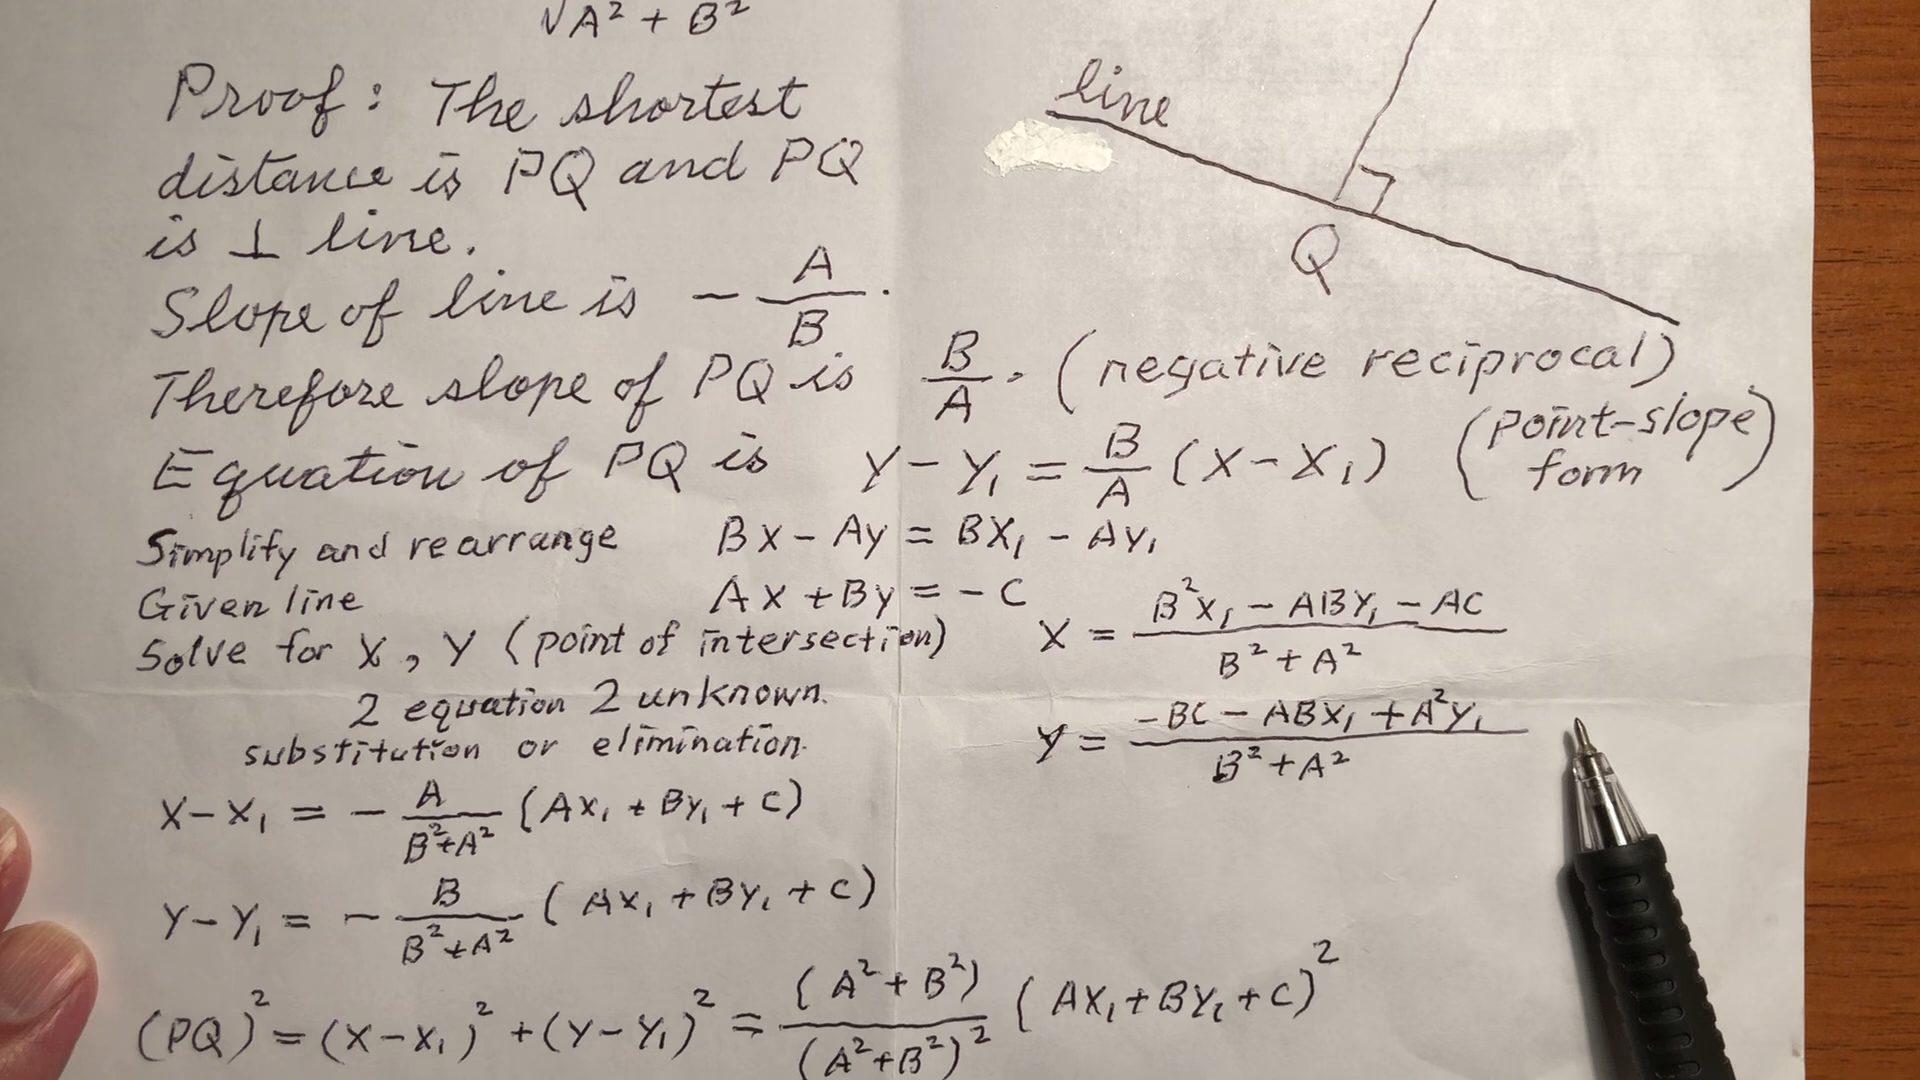 √A² + B²
Proof: The shortest
distance is PQ and PQ
is ⊥ line.
Slope of line is - A/B.
Therefore slope of PQ is B/A. (negative reciprocal)
Equation of PQ is Y - Y₁ = B/A (X - X₁) (point-slope form)
Simplify and rearrange Bx - Ay = BX₁ - AY₁
Given line Ax + By = - C
Solve for X, Y (point of intersection)
2 equation 2 unknown.
substitution or elimination.
X = (B²X₁ - ABY₁ - AC)/(B² + A²)
Y = (-BC - ABX₁ + A²Y₁)/(B² + A²)
X - X₁ = - A/(B² + A²) (AX₁ + BY₁ + C)
Y - Y₁ = - B/(B² + A²) (AX₁ + BY₁ + C)
(PQ)² = (X - X₁)² + (Y - Y₁)² = (A² + B²)/(A² + B²)² (AX₁ + BY₁ + C)²
line
Q